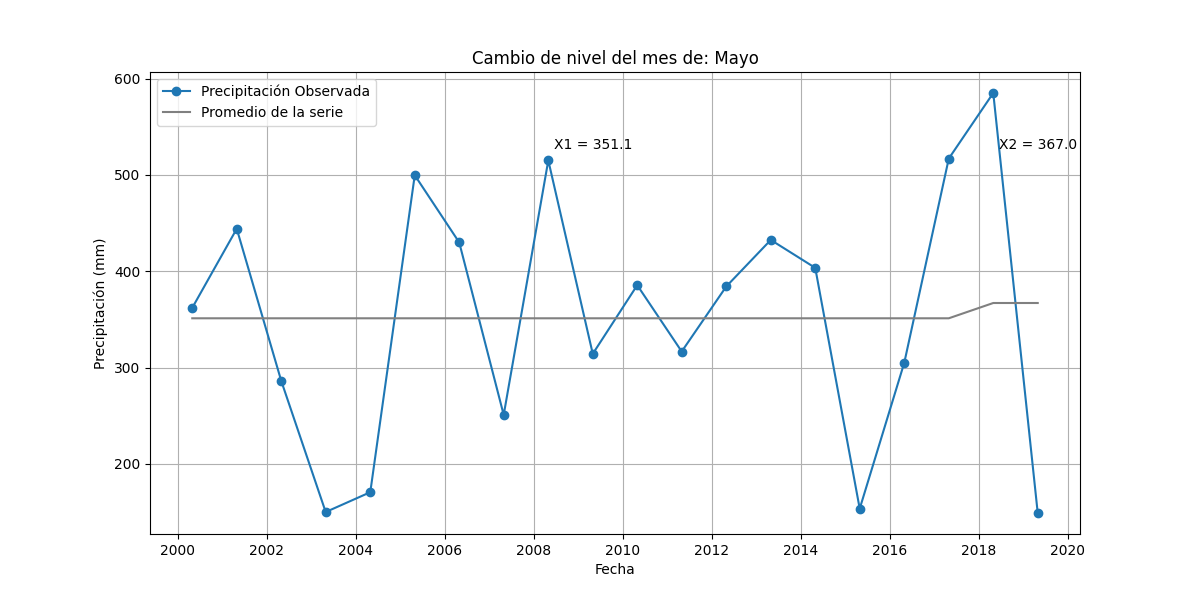 Cambio de nivel del mes de: Mayo
Precipitación Observada
Promedio de la serie
X1 = 351.1
X2 = 367.0
600
500
400
300
200
Precipitación (mm)
2000 2002 2004 2006 2008 2010 2012 2014 2016 2018 2020
Fecha